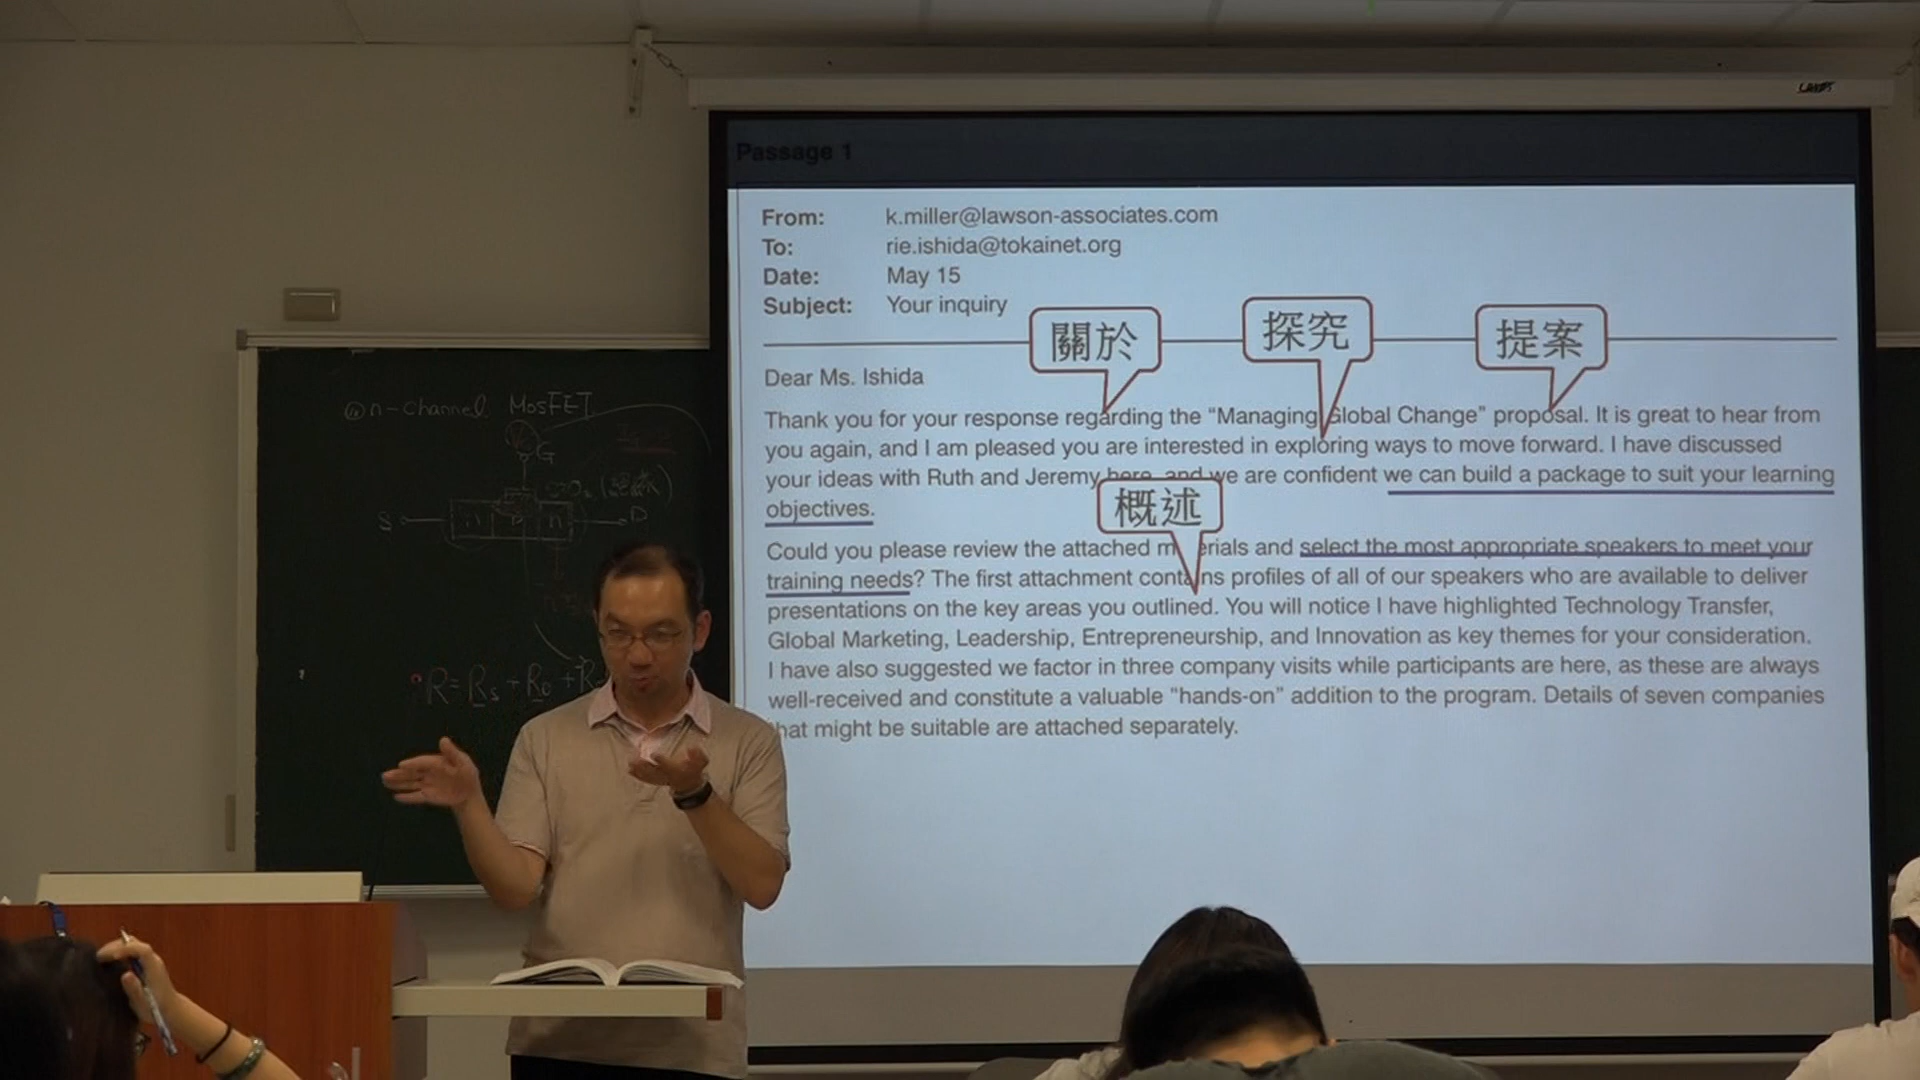 Passage 1
From: k.miller@lawson-associates.com
To: rie.ishida@tokainet.org
Date: May 15
Subject: Your inquiry
關於
探究
提案
Dear Ms. Ishida
Thank you for your response regarding the “Managing Global Change” proposal. It is great to hear from
you again, and I am pleased you are interested in exploring ways to move forward. I have discussed
your ideas with Ruth and Jeremy here, and we are confident we can build a package to suit your learning
objectives.
概述
Could you please review the attached materials and select the most appropriate speakers to meet your
training needs? The first attachment contains profiles of all of our speakers who are available to deliver
presentations on the key areas you outlined. You will notice I have highlighted Technology Transfer,
Global Marketing, Leadership, Entrepreneurship, and Innovation as key themes for your consideration.
I have also suggested we factor in three company visits while participants are here, as these are always
well-received and constitute a valuable "hands-on" addition to the program. Details of seven companies
that might be suitable are attached separately.
n-channel MOSFET
G
S
n
n
D
R = Rs + RD + R